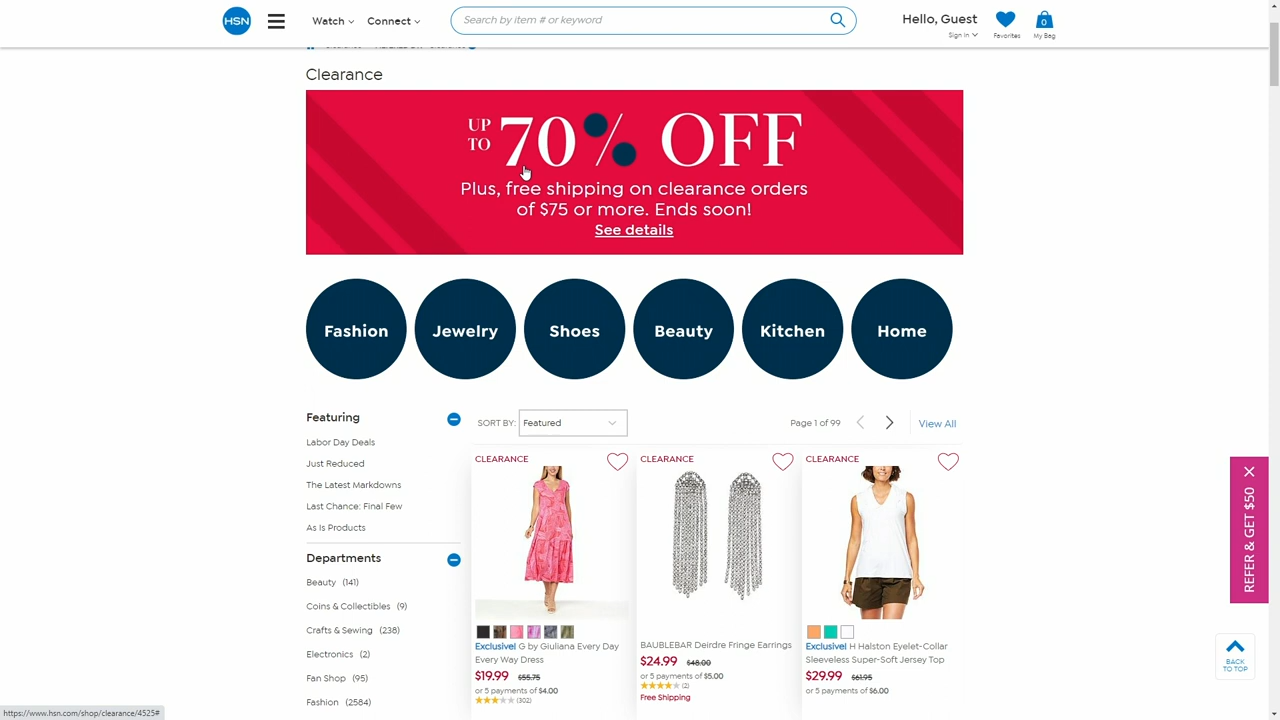 HSN
Watch
Connect
Search by item # or keyword
Hello, Guest
Sign In
Favorites
0
My Bag
Clearance
UP TO 70% OFF
Plus, free shipping on clearance orders
of $75 or more. Ends soon!
See details
Fashion
Jewelry
Shoes
Beauty
Kitchen
Home
Featuring
Labor Day Deals
Just Reduced
The Latest Markdowns
Last Chance: Final Few
As Is Products
Departments
Beauty (141)
Coins & Collectibles (9)
Crafts & Sewing (238)
Electronics (2)
Fan Shop (95)
Fashion (2584)
SORT BY: Featured
Page 1 of 99
View All
CLEARANCE
Exclusive! G by Giuliana Every Day
Every Way Dress
$19.99 $55.75
or 5 payments of $4.00
(302)
CLEARANCE
BAUBLEBAR Deirdre Fringe Earrings
$24.99 $48.00
or 5 payments of $5.00
(2)
Free Shipping
CLEARANCE
Exclusive! H Halston Eyelet-Collar
Sleeveless Super-Soft Jersey Top
$29.99 $61.95
or 5 payments of $6.00
REFER & GET $50
BACK
TO TOP
https://www.hsn.com/shop/clearance/4525#